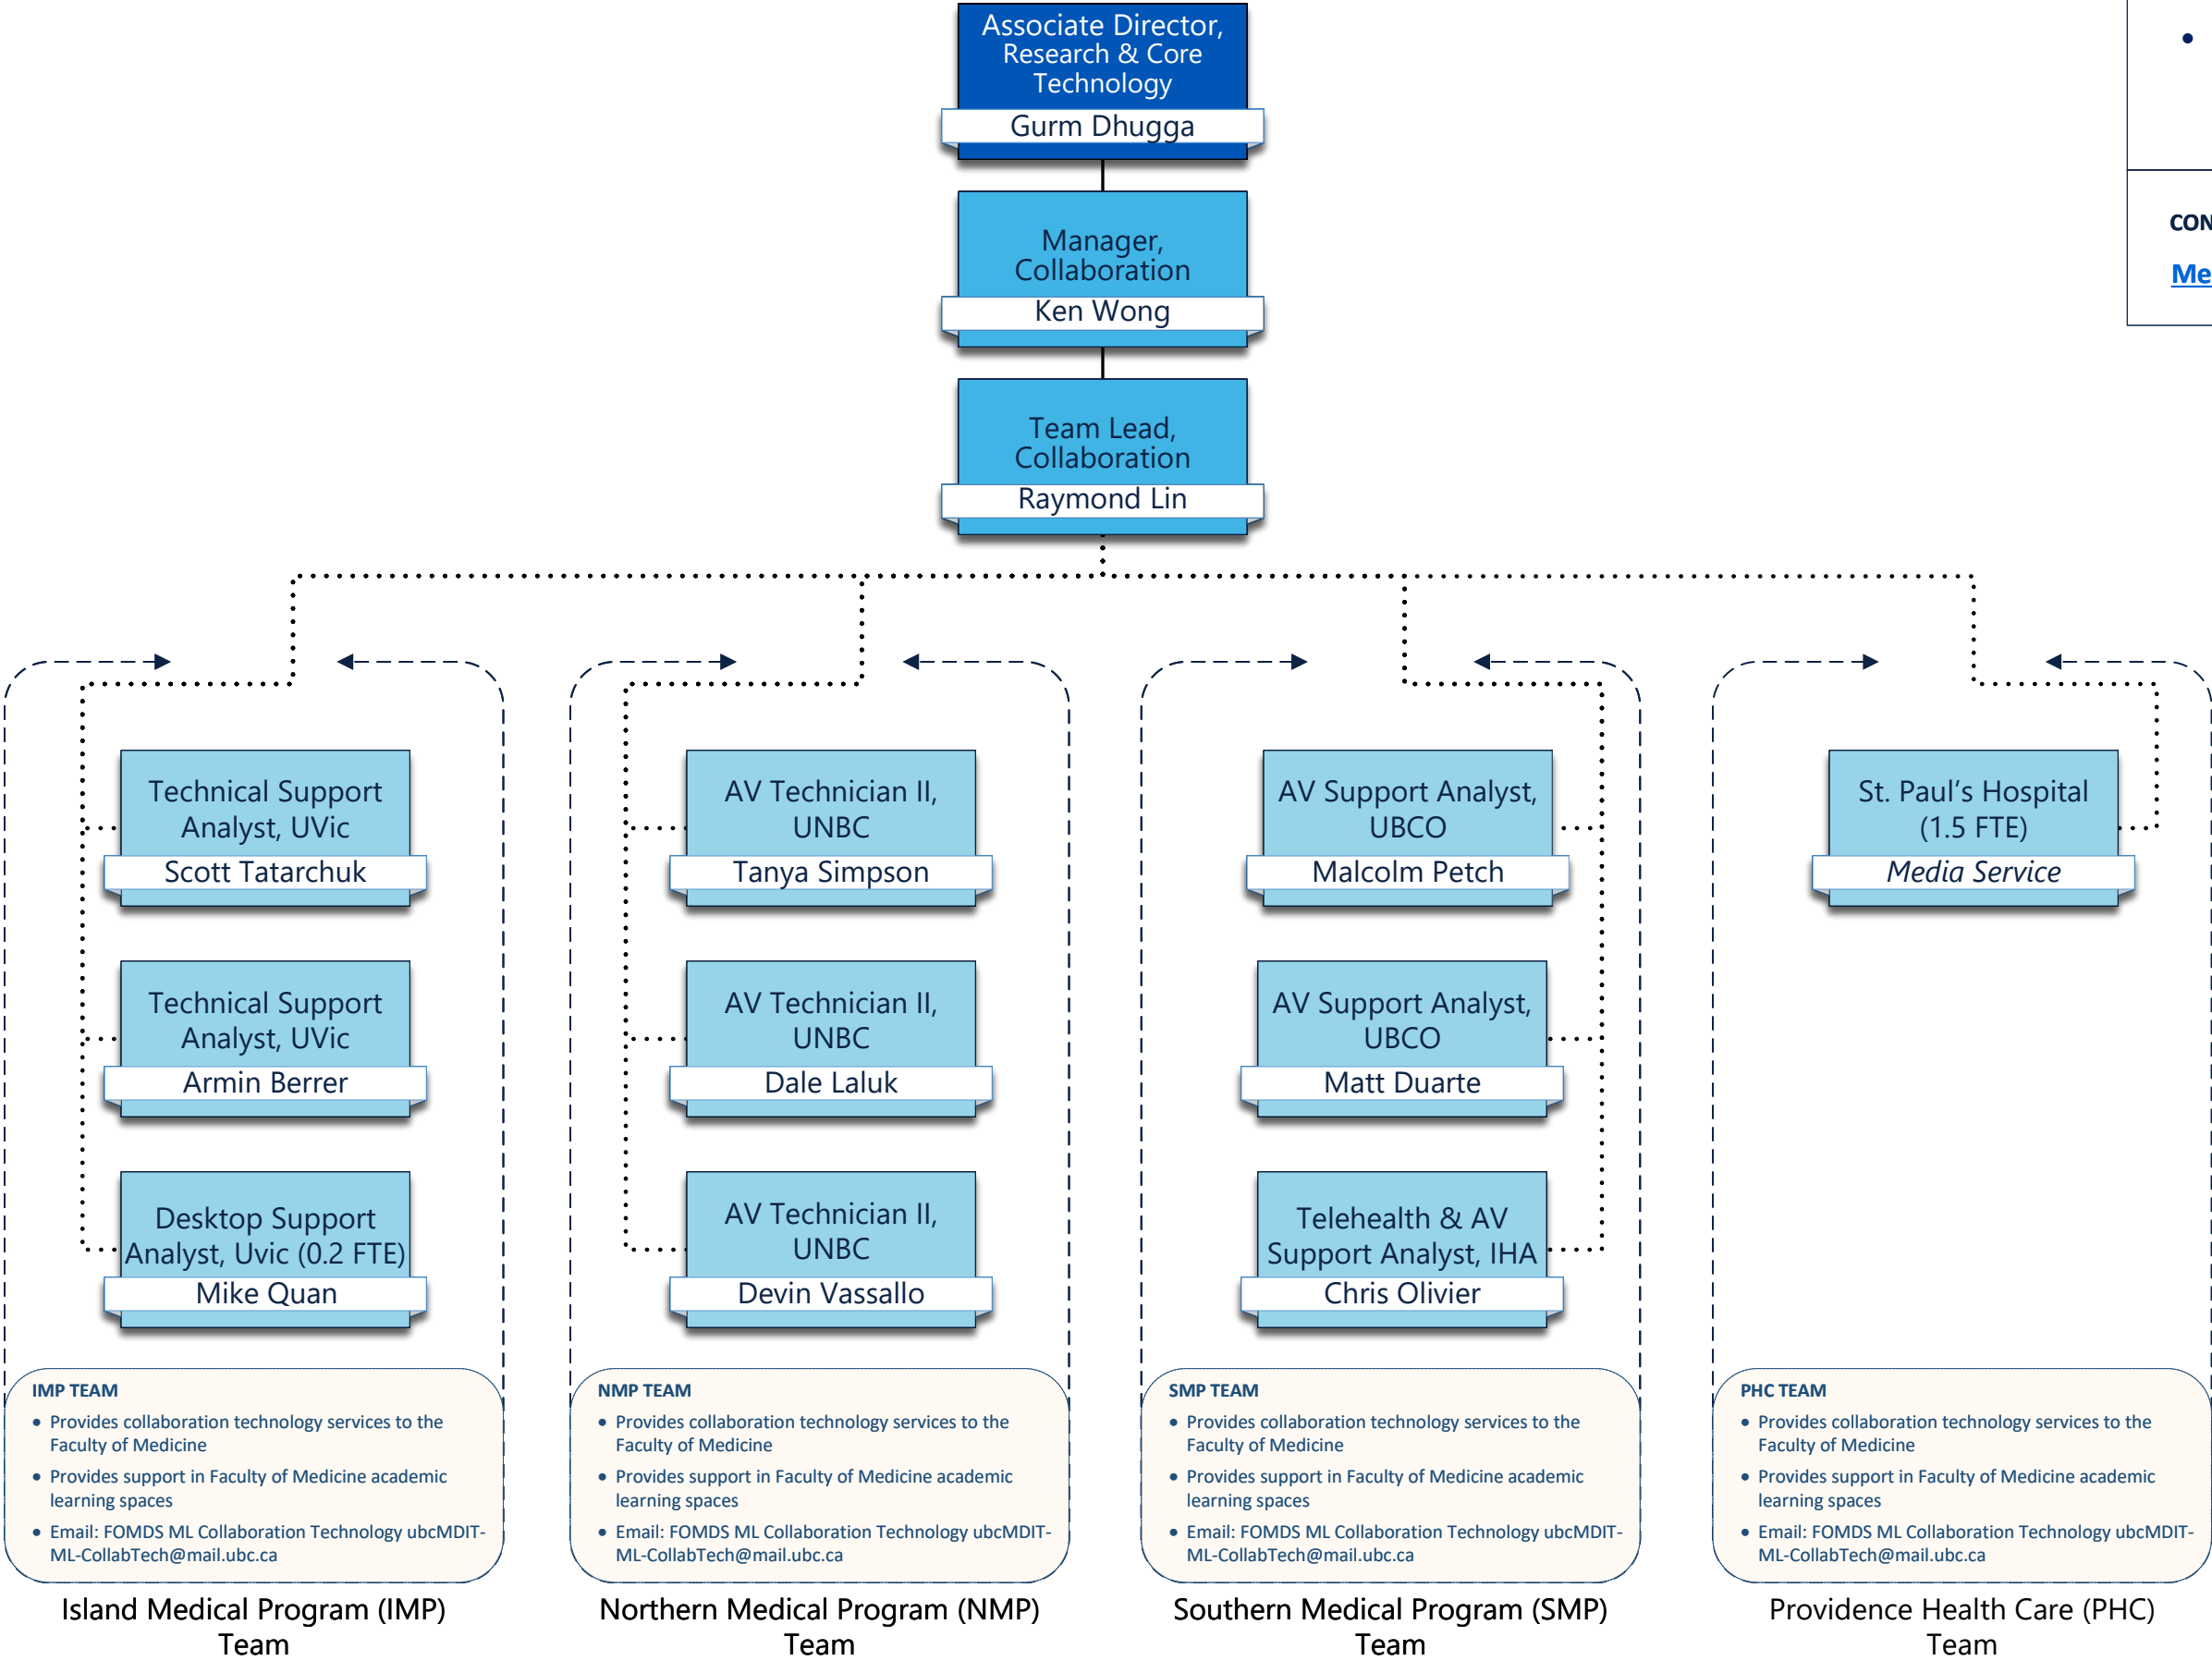 Associate Director,
Research & Core
Technology
Gurm Dhugga
•
CON
Me
Manager,
Collaboration
Ken Wong
Team Lead,
Collaboration
Raymond Lin
Technical Support
Analyst, UVic
Scott Tatarchuk
Technical Support
Analyst, UVic
Armin Berrer
Desktop Support
Analyst, Uvic (0.2 FTE)
Mike Quan
IMP TEAM
• Provides collaboration technology services to the
Faculty of Medicine
• Provides support in Faculty of Medicine academic
learning spaces
• Email: FOMDS ML Collaboration Technology ubcMDIT-
ML-CollabTech@mail.ubc.ca
Island Medical Program (IMP)
Team
AV Technician II,
UNBC
Tanya Simpson
AV Technician II,
UNBC
Dale Laluk
AV Technician II,
UNBC
Devin Vassallo
NMP TEAM
• Provides collaboration technology services to the
Faculty of Medicine
• Provides support in Faculty of Medicine academic
learning spaces
• Email: FOMDS ML Collaboration Technology ubcMDIT-
ML-CollabTech@mail.ubc.ca
Northern Medical Program (NMP)
Team
AV Support Analyst,
UBCO
Malcolm Petch
AV Support Analyst,
UBCO
Matt Duarte
Telehealth & AV
Support Analyst, IHA
Chris Olivier
SMP TEAM
• Provides collaboration technology services to the
Faculty of Medicine
• Provides support in Faculty of Medicine academic
learning spaces
• Email: FOMDS ML Collaboration Technology ubcMDIT-
ML-CollabTech@mail.ubc.ca
Southern Medical Program (SMP)
Team
St. Paul’s Hospital
(1.5 FTE)
Media Service
PHC TEAM
• Provides collaboration technology services to the
Faculty of Medicine
• Provides support in Faculty of Medicine academic
learning spaces
• Email: FOMDS ML Collaboration Technology ubcMDIT-
ML-CollabTech@mail.ubc.ca
Providence Health Care (PHC)
Team